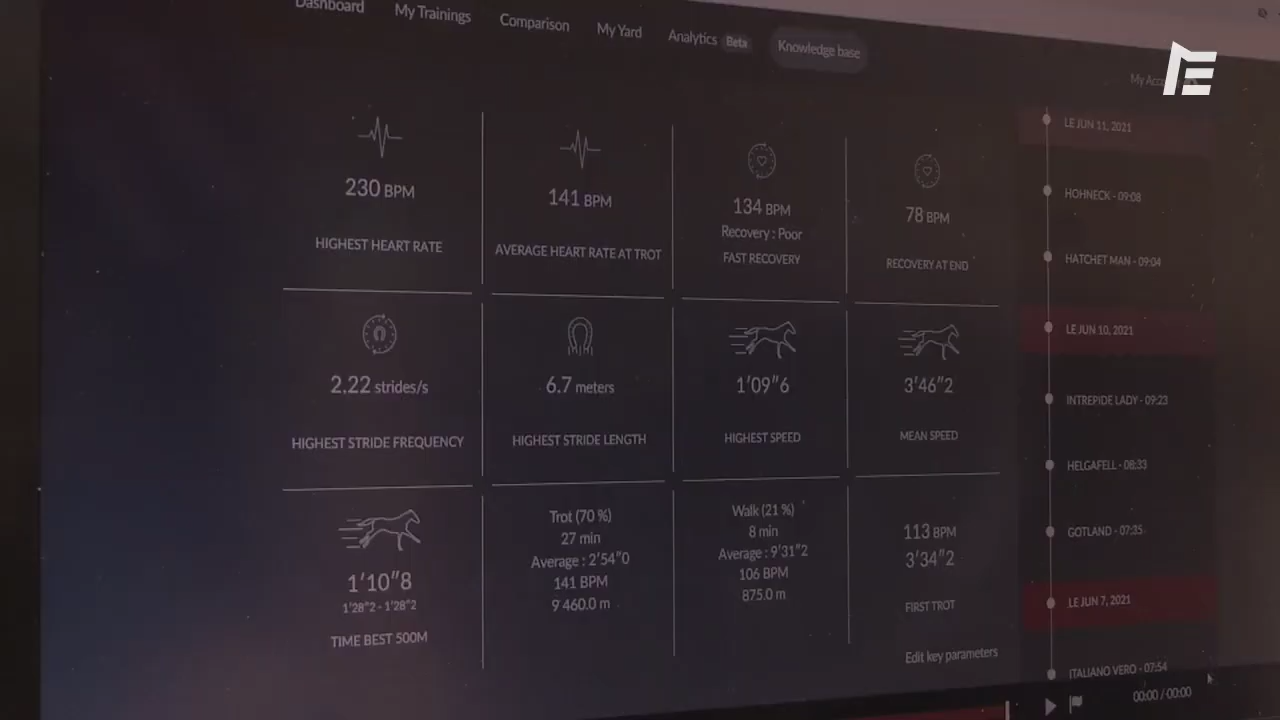 Dashboard
My Trainings
Comparison
My Yard
Analytics Beta
Knowledge base
My
230 BPM
HIGHEST HEART RATE
141 BPM
AVERAGE HEART RATE AT TROT
134 BPM
Recovery : Poor
FAST RECOVERY
78 BPM
RECOVERY AT END
2.22 strides/s
HIGHEST STRIDE FREQUENCY
6.7 meters
HIGHEST STRIDE LENGTH
1'09"6
HIGHEST SPEED
3'46"2
MEAN SPEED
1'10"8
1'28"2 - 1'28"2
TIME BEST 500M
Trot (70 %)
27 min
Average : 2'54"0
141 BPM
9'460.0 m
Walk (21 %)
8 min
Average : 9'31"2
106 BPM
875.0 m
113 BPM
3'34"2
FIRST TROT
Edit key parameters
LE JUN 11, 2021
HOHNECK - 09:08
HATCHET MAN - 09:04
LE JUN 10, 2021
INTREPIDE LADY - 09:23
HELGAFELL - 08:33
GOTLAND - 07:35
LE JUN 7, 2021
ITALIANO VERO - 07:54
00:00 / 00:00